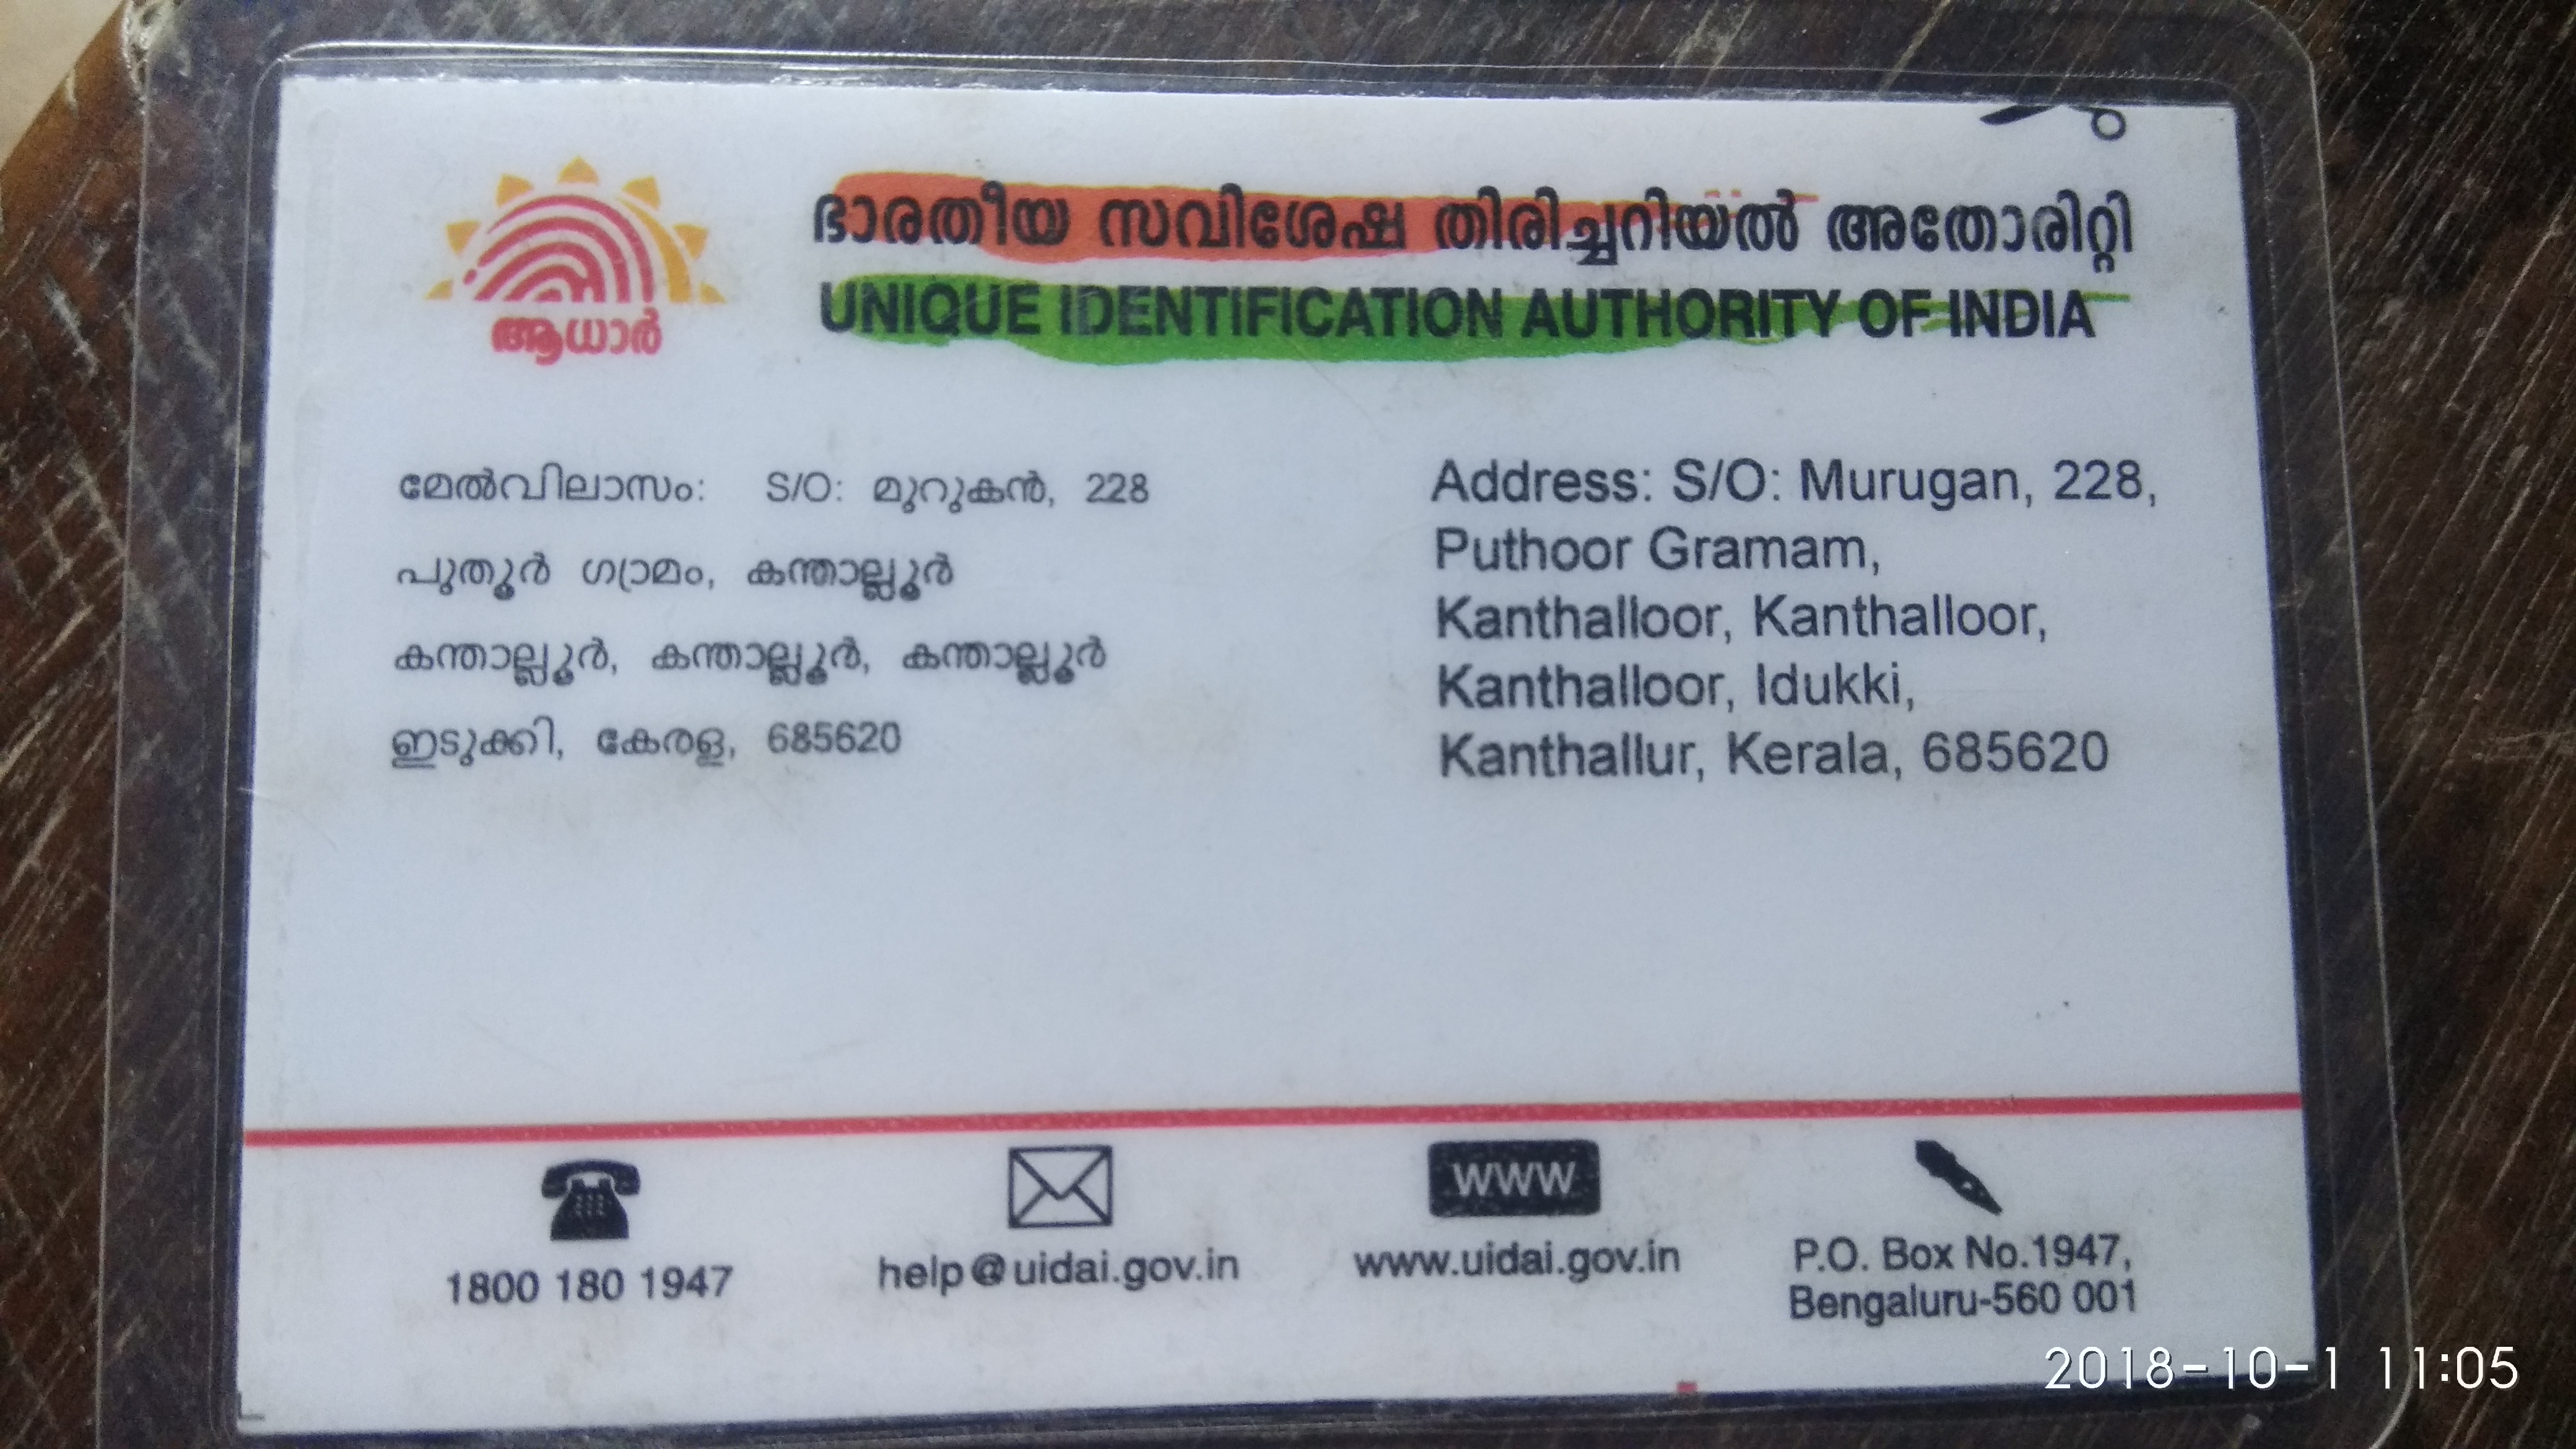 ആധാർ
ഭാരതീയ സവിശേഷ തിരിച്ചറിയൽ അതോരിറ്റി
UNIQUE IDENTIFICATION AUTHORITY OF INDIA
മേൽവിലാസം: S/O: മുറുകൻ, 228
പുതൂർ ഗ്രാമം, കന്താല്ലൂർ
കന്താല്ലൂർ, കന്താല്ലൂർ, കന്താല്ലൂർ
ഇടുക്കി, കേരള, 685620
Address: S/O: Murugan, 228,
Puthoor Gramam,
Kanthalloor, Kanthalloor,
Kanthalloor, Idukki,
Kanthallur, Kerala, 685620
1800 180 1947
help@uidai.gov.in
www
www.uidai.gov.in
P.O. Box No.1947,
Bengaluru-560 001
2018-10-1 11:05